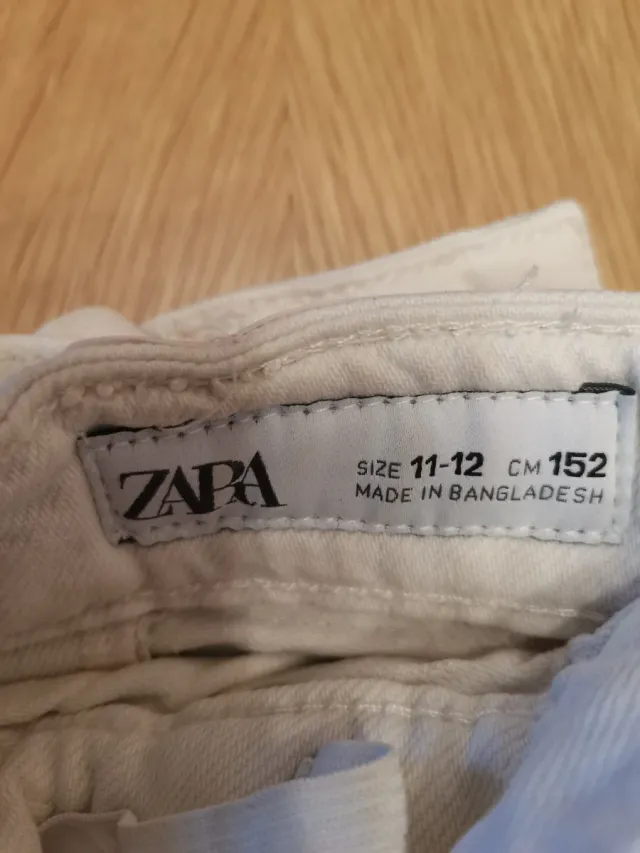 ZARA
SIZE 11-12 CM 152
MADE IN BANGLADESH